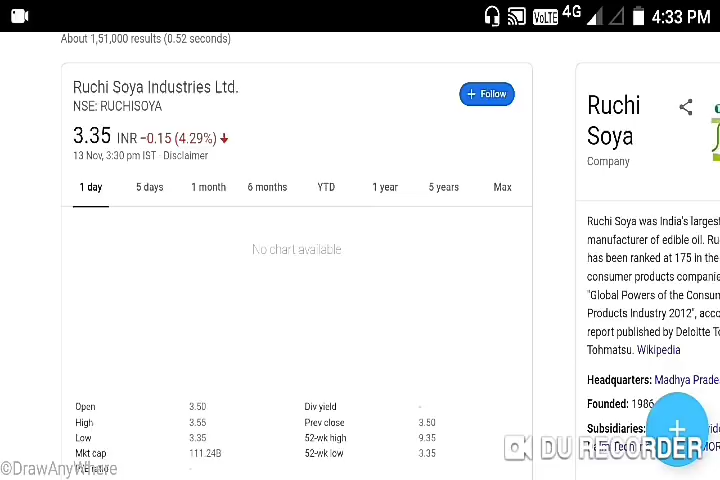 4G
VoLTE
4:33 PM
About 1,51,000 results (0.52 seconds)
Ruchi Soya Industries Ltd.
NSE: RUCHISOYA
+ Follow
3.35 INR −0.15 (4.29%) ↓
13 Nov, 3:30 pm IST · Disclaimer
1 day 5 days 1 month 6 months YTD 1 year 5 years Max
No chart available
Open 3.50 Div yield -
High 3.55 Prev close 3.50
Low 3.35 52-wk high 9.35
Mkt cap 111.24B 52-wk low 3.35
Ruchi
Soya
Company
Ruchi Soya was India's largest
manufacturer of edible oil.
has been ranked at 175 in the
consumer products companie
"Global Powers of the Consum
Products Industry 2012", acco
report published by Deloitte
Tohmatsu. Wikipedia
Headquarters: Madhya Prade
Founded: 1986
Subsidiaries:
DU RECORDER
©DrawAnyWhere